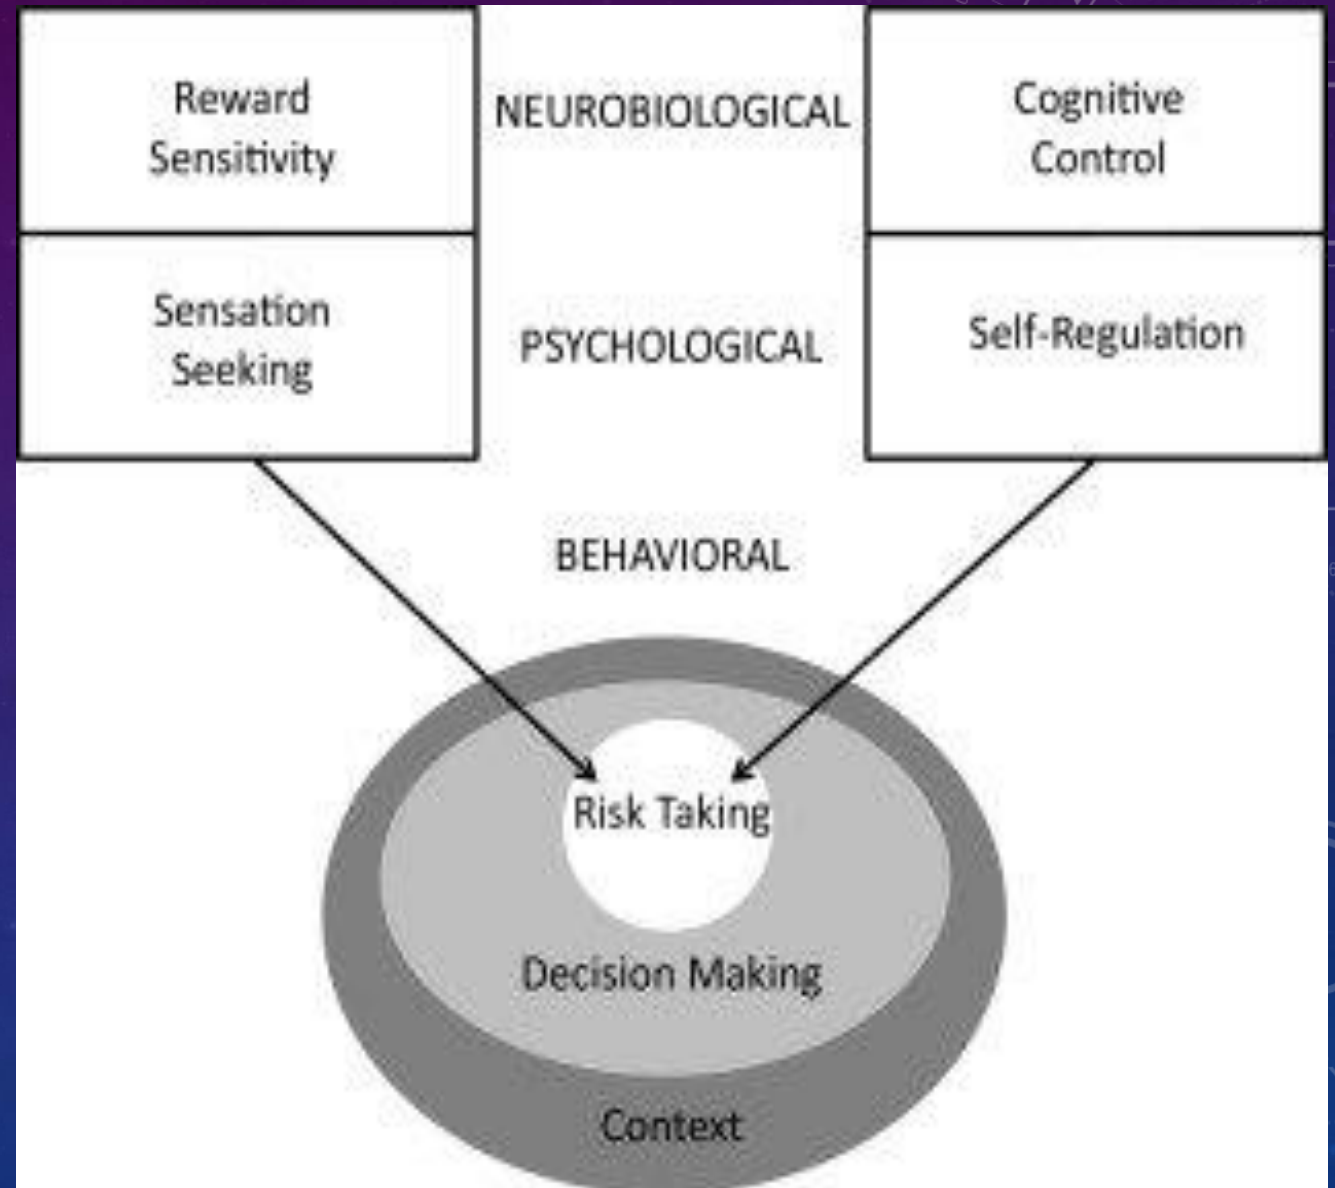 Reward
Sensitivity
NEUROBIOLOGICAL
Cognitive
Control
Sensation
Seeking
PSYCHOLOGICAL
Self-Regulation
BEHAVIORAL
Risk Taking
Decision Making
Context